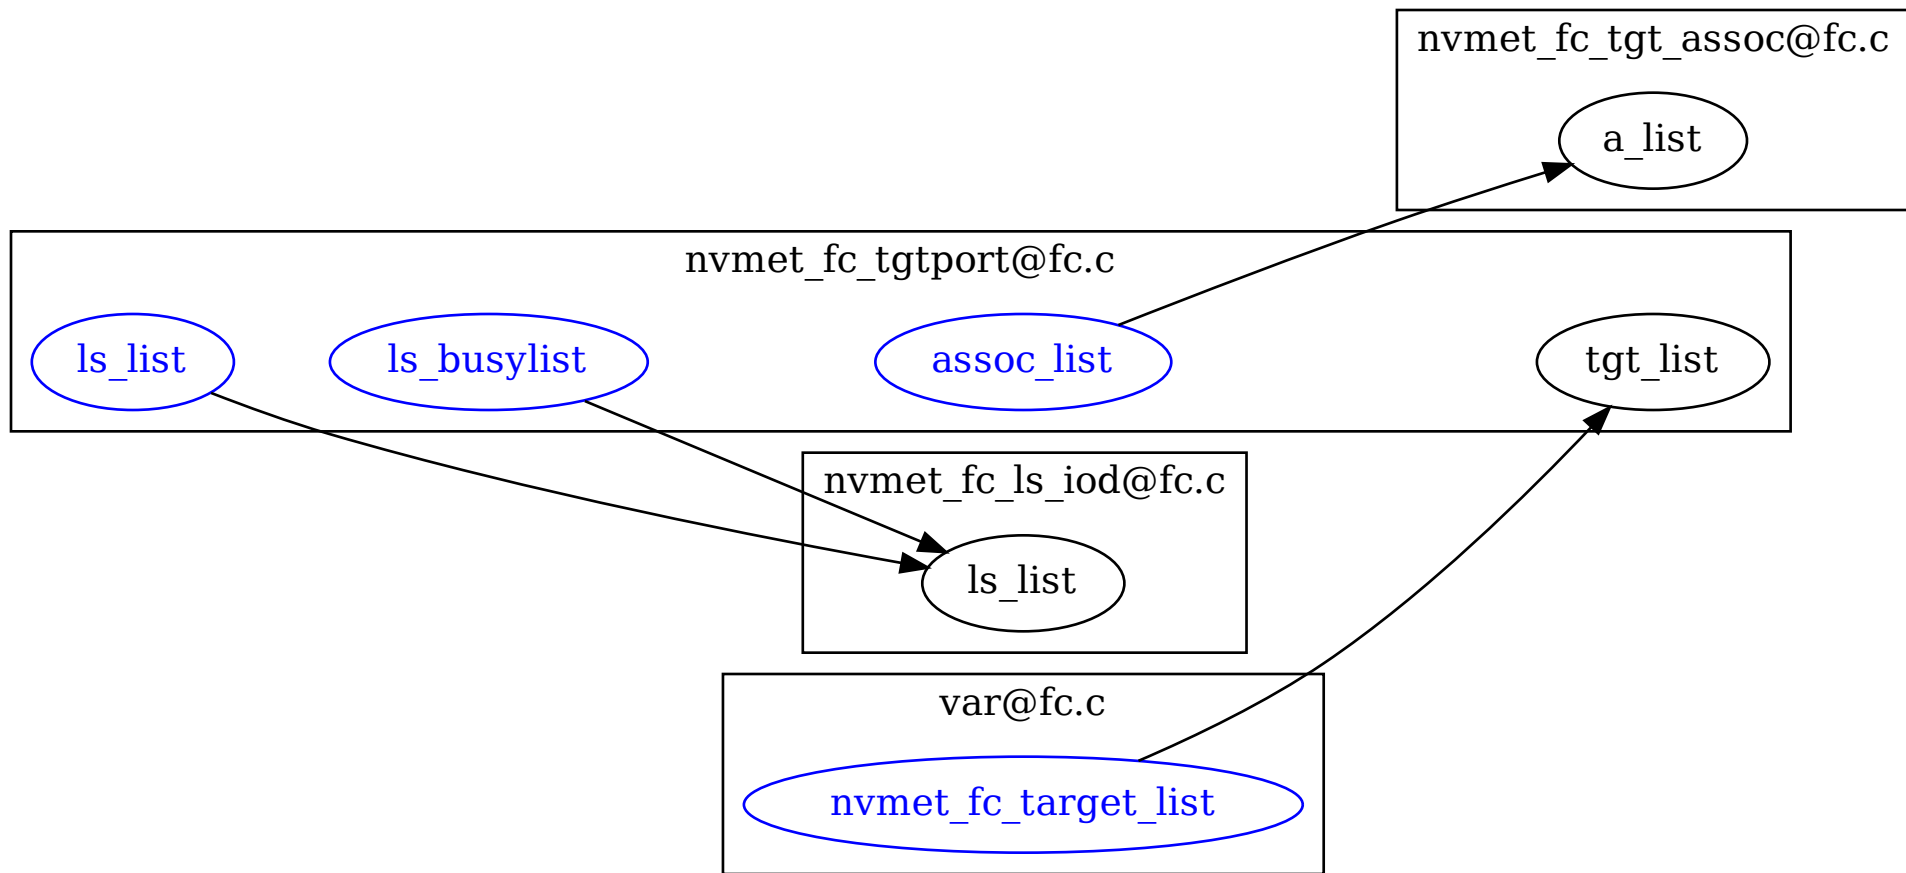 nvmet_fc_tgt_assoc@fc.c
a_list
nvmet_fc_tgtport@fc.c
ls_list
ls_busylist
assoc_list
tgt_list
nvmet_fc_ls_iod@fc.c
ls_list
var@fc.c
nvmet_fc_target_list